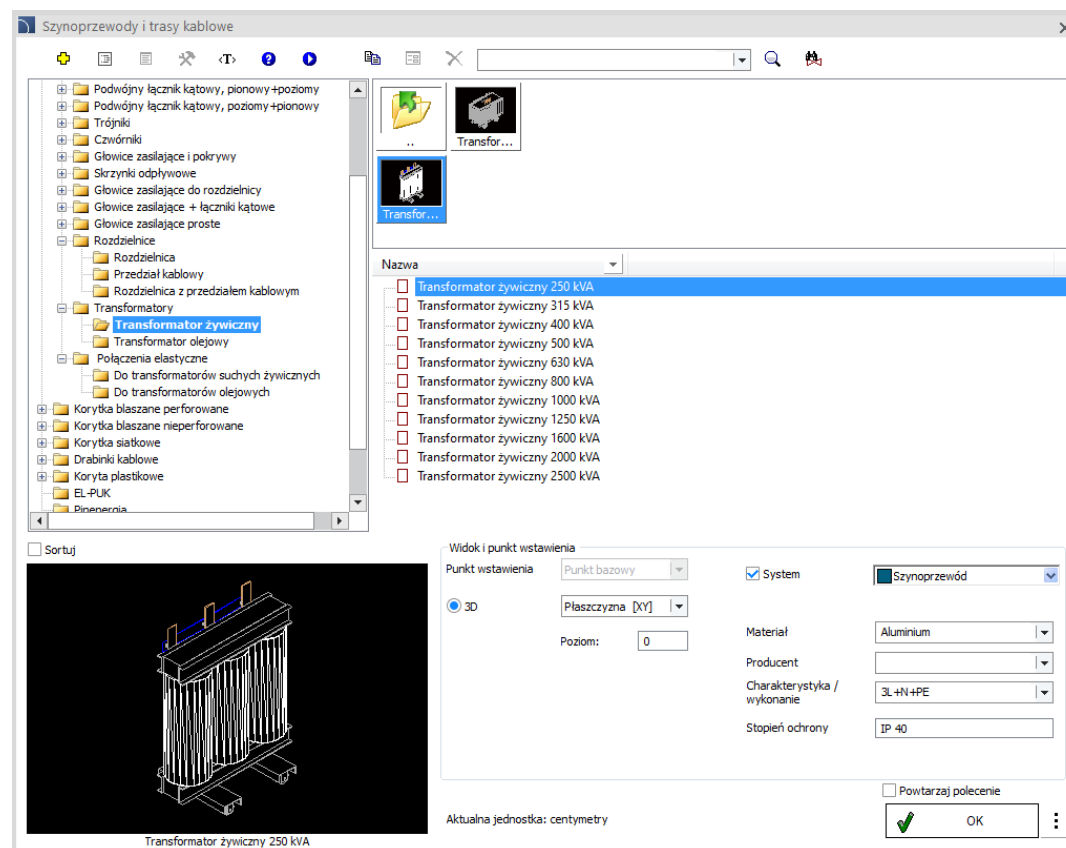 Szynoprzewody i trasy kablowe
<T>
Podwójny łącznik kątowy, pionowy+poziomy
Podwójny łącznik kątowy, poziomy+pionowy
Trójniki
Czwórniki
Głowice zasilające i pokrywy
Skrzynki odpływowe
Głowice zasilające do rozdzielnicy
Głowice zasilające + łączniki kątowe
Głowice zasilające proste
Rozdzielnice
Rozdzielnica
Przedział kablowy
Rozdzielnica z przedziałem kablowym
Transformatory
Transformator żywiczny
Transformator olejowy
Połączenia elastyczne
Do transformatorów suchych żywicznych
Do transformatorów olejowych
Korytka blaszane perforowane
Korytka blaszane nieperforowane
Korytka siatkowe
Drabinki kablowe
Koryta plastikowe
EL-PUK
Pinenergia
..
Transfor...
Transfor...
Nazwa
Transformator żywiczny 250 kVA
Transformator żywiczny 315 kVA
Transformator żywiczny 400 kVA
Transformator żywiczny 500 kVA
Transformator żywiczny 630 kVA
Transformator żywiczny 800 kVA
Transformator żywiczny 1000 kVA
Transformator żywiczny 1250 kVA
Transformator żywiczny 1600 kVA
Transformator żywiczny 2000 kVA
Transformator żywiczny 2500 kVA
Sortuj
Transformator żywiczny 250 kVA
Widok i punkt wstawienia
Punkt wstawienia Punkt bazowy
3D Płaszczyzna [XY]
Poziom: 0
System Szynoprzewód
Materiał Aluminium
Producent
Charakterystyka / wykonanie 3L+N+PE
Stopień ochrony IP 40
Powtarzaj polecenie
Aktualna jednostka: centymetry
OK